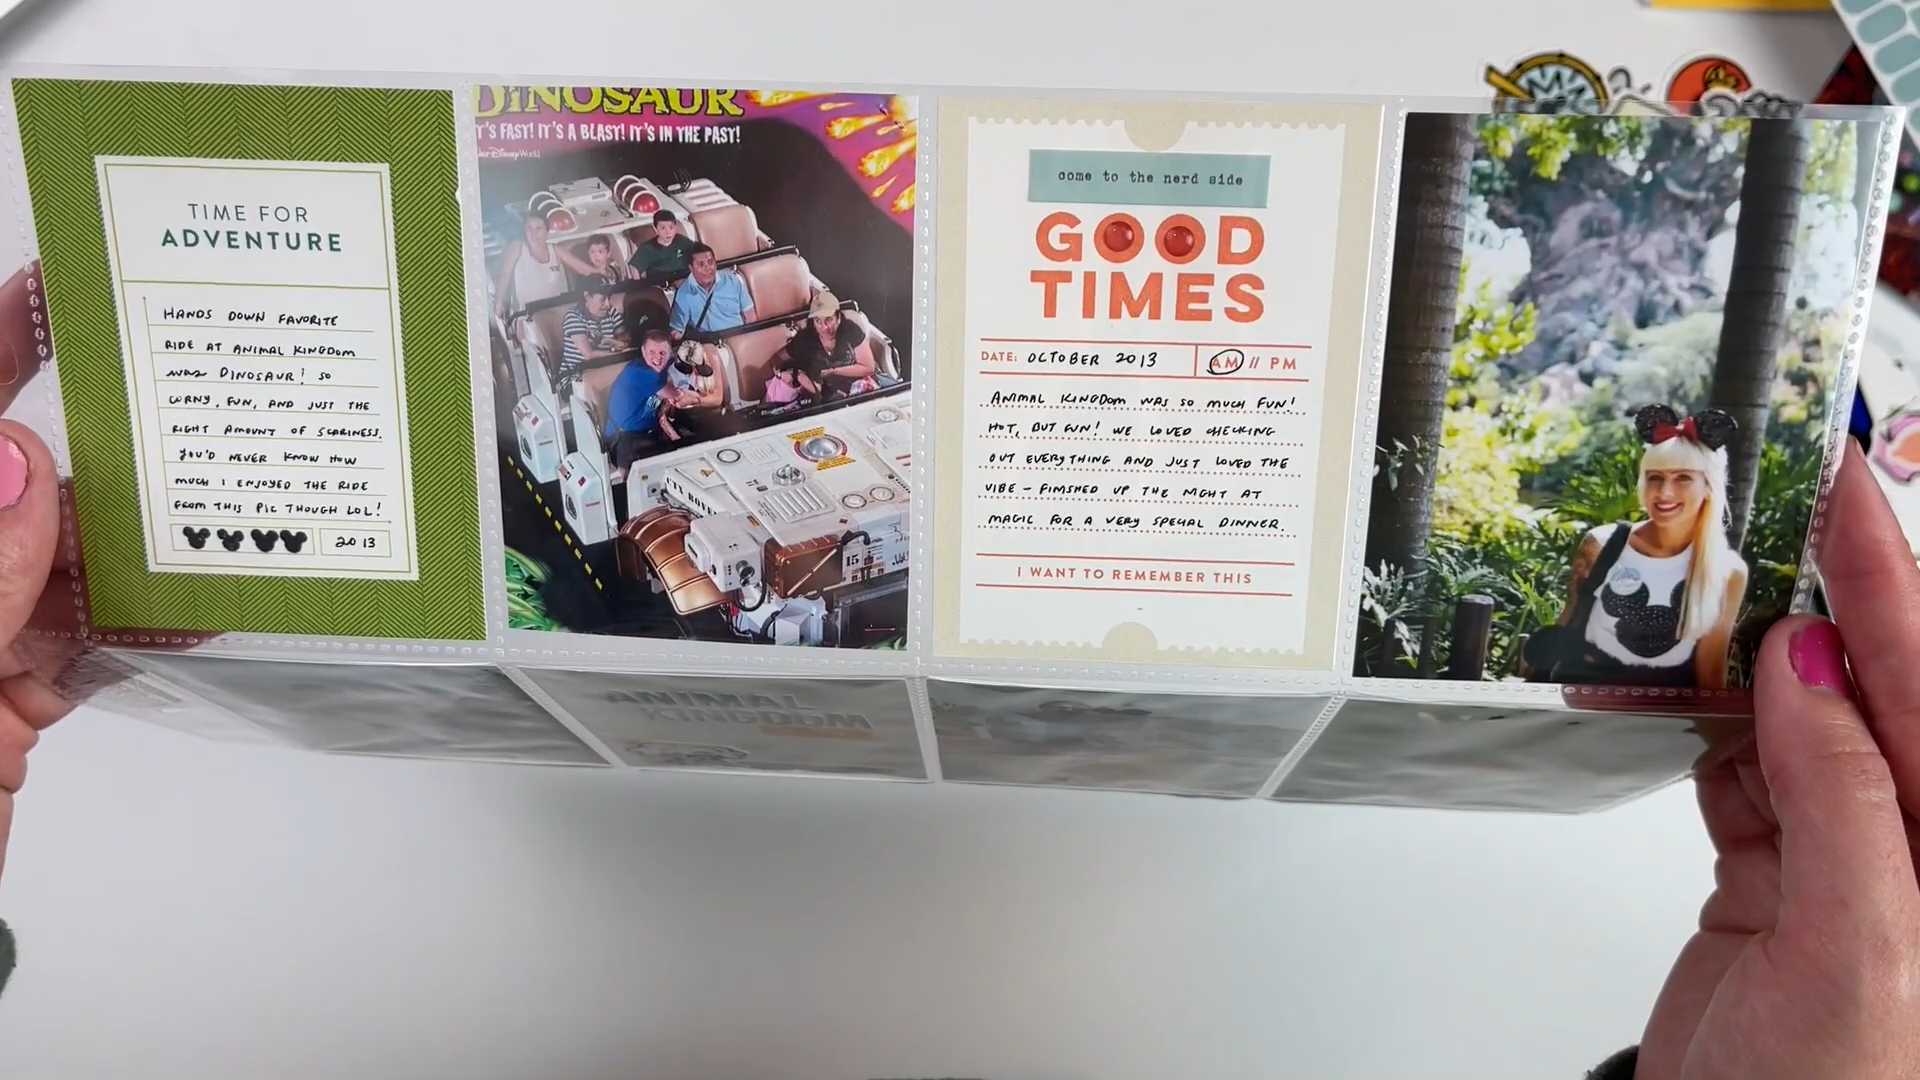 TIME FOR
ADVENTURE
HANDS DOWN FAVORITE
RIDE AT ANIMAL KINGDOM
was DINOSAUR! SO
CORNY, FUN, AND JUST THE
RIGHT AMOUNT OF SCARINESS.
YOU'D NEVER KNOW HOW
MUCH I ENJOYED THE RIDE
FROM THIS PIC THOUGH LOL!
2013
DINOSAUR
IT'S FAST! IT'S A BLAST! IT'S IN THE PAST!
Walt Disney World
CTX ROVER
15
come to the nerd side
GOOD
TIMES
DATE: OCTOBER 2013 AM // PM
ANIMAL KINGDOM WAS SO MUCH FUN!
HOT, BUT FUN! WE LOVED CHECKING
OUT EVERYTHING AND JUST LOVED THE
VIBE – FINISHED UP THE NIGHT AT
MAGIC FOR A VERY SPECIAL DINNER.
I WANT TO REMEMBER THIS
ANIMAL
KINGDOM